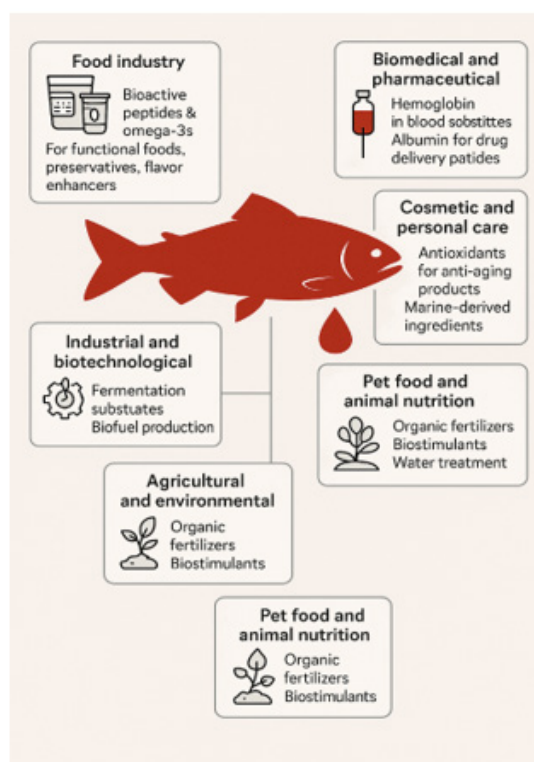 Food industry
Bioactive
peptides &
omega-3s
For functional foods,
preservatives, flavor
enhancers
Biomedical and
pharmaceutical
Hemoglobin
in blood sobstittes
Albumin for drug
delivery patides
Cosmetic and
personal care
Antioxidants
for anti-aging
products
Marine-derived
ingredients
Industrial and
biotechnological
Fermentation
substuates
Biofuel production
Pet food and
animal nutrition
Organic fertilizers
Biostimulants
Water treatment
Agricultural
and environmental
Organic
fertilizers
Biostimulants
Pet food and
animal nutrition
Organic
fertilizers
Biostimulants